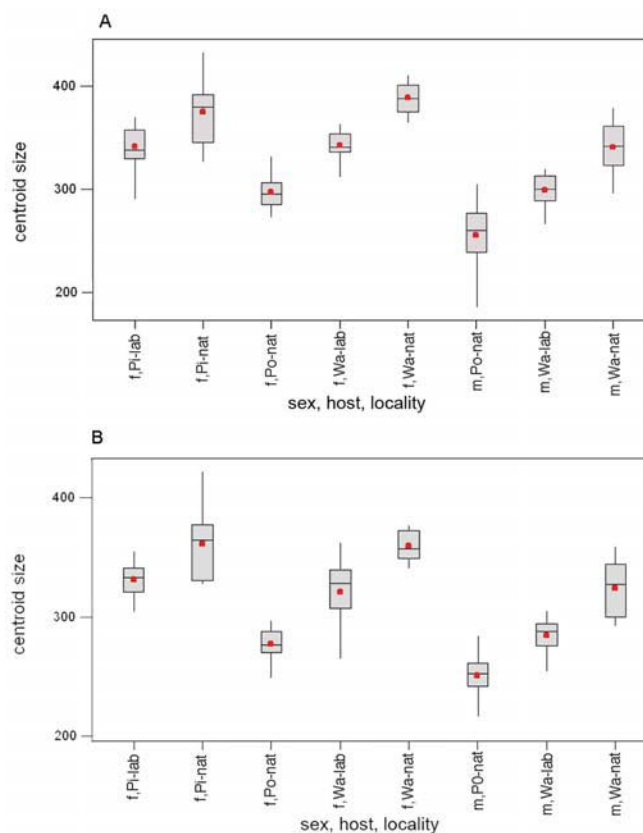 A
400
300
200
centroid size
f,Pi-lab
f,Pi-nat
f,Po-nat
f,Wa-lab
f,Wa-nat
m,Po-nat
m,Wa-lab
m,Wa-nat
sex, host, locality
B
400
300
200
centroid size
f,Pi-lab
f,Pi-nat
f,Po-nat
f,Wa-lab
f,Wa-nat
m,P0-nat
m,Wa-lab
m,Wa-nat
sex, host, locality